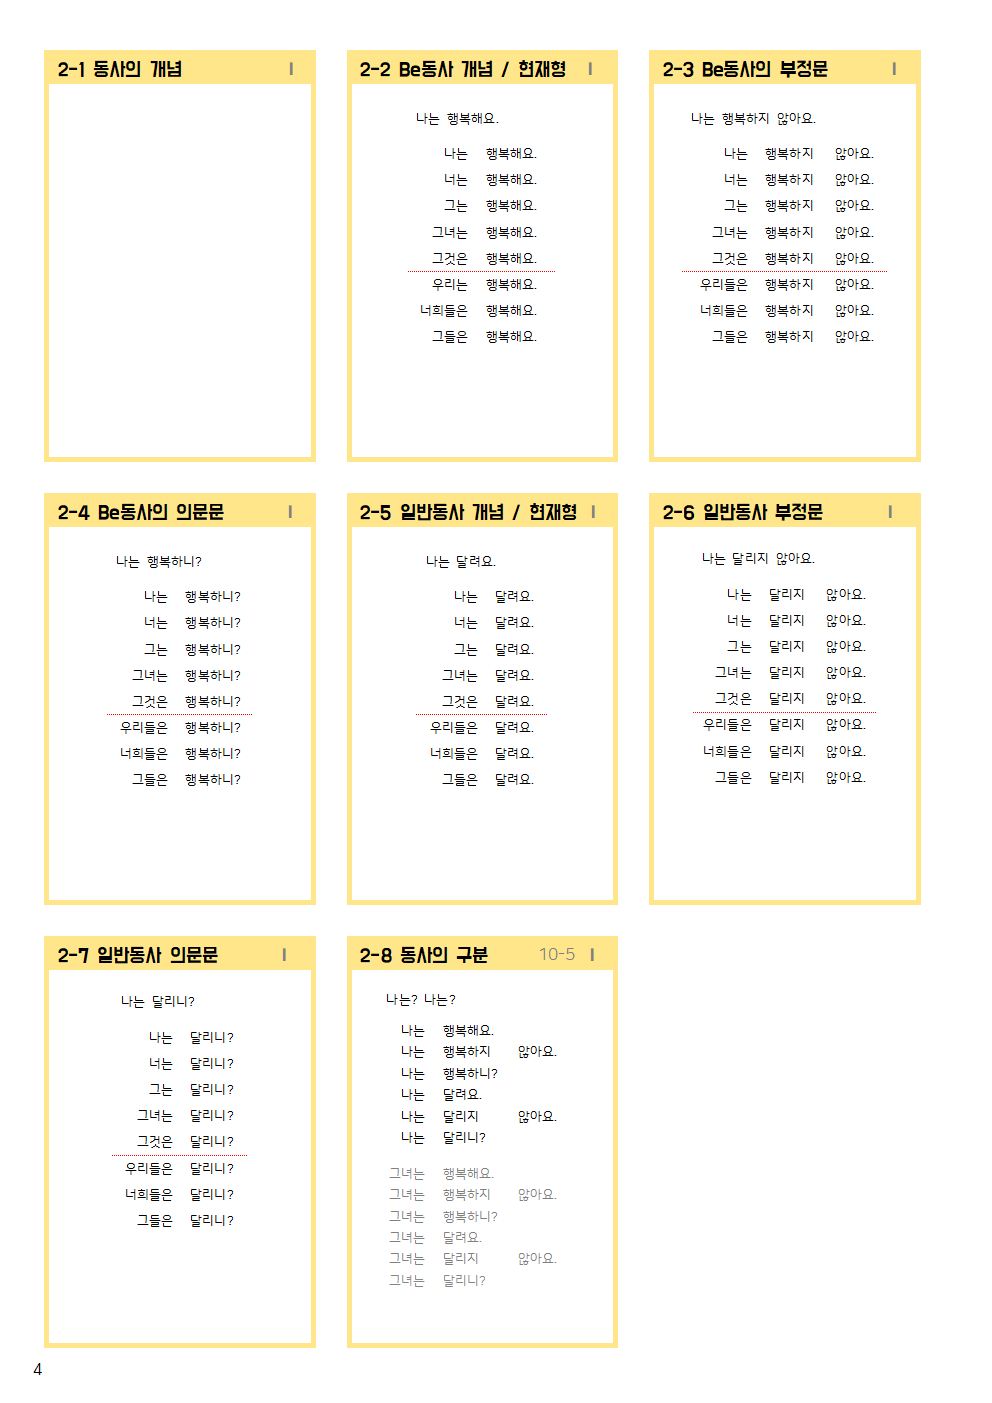 2-1 동사의 개념 I
2-2 Be동사 개념 / 현재형 I
나는 행복해요.
나는 행복해요.
너는 행복해요.
그는 행복해요.
그녀는 행복해요.
그것은 행복해요.
우리는 행복해요.
너희들은 행복해요.
그들은 행복해요.
2-3 Be동사의 부정문 I
나는 행복하지 않아요.
나는 행복하지 않아요.
너는 행복하지 않아요.
그는 행복하지 않아요.
그녀는 행복하지 않아요.
그것은 행복하지 않아요.
우리들은 행복하지 않아요.
너희들은 행복하지 않아요.
그들은 행복하지 않아요.
2-4 Be동사의 의문문 I
나는 행복하니?
나는 행복하니?
너는 행복하니?
그는 행복하니?
그녀는 행복하니?
그것은 행복하니?
우리들은 행복하니?
너희들은 행복하니?
그들은 행복하니?
2-5 일반동사 개념 / 현재형 I
나는 달려요.
나는 달려요.
너는 달려요.
그는 달려요.
그녀는 달려요.
그것은 달려요.
우리들은 달려요.
너희들은 달려요.
그들은 달려요.
2-6 일반동사 부정문 I
나는 달리지 않아요.
나는 달리지 않아요.
너는 달리지 않아요.
그는 달리지 않아요.
그녀는 달리지 않아요.
그것은 달리지 않아요.
우리들은 달리지 않아요.
너희들은 달리지 않아요.
그들은 달리지 않아요.
2-7 일반동사 의문문 I
나는 달리니?
나는 달리니?
너는 달리니?
그는 달리니?
그녀는 달리니?
그것은 달리니?
우리들은 달리니?
너희들은 달리니?
그들은 달리니?
2-8 동사의 구분 10-5 I
나는? 나는?
나는 행복해요.
나는 행복하지 않아요.
나는 행복하니?
나는 달려요.
나는 달리지 않아요.
나는 달리니?
그녀는 행복해요.
그녀는 행복하지 않아요.
그녀는 행복하니?
그녀는 달려요.
그녀는 달리지 않아요.
그녀는 달리니?
4